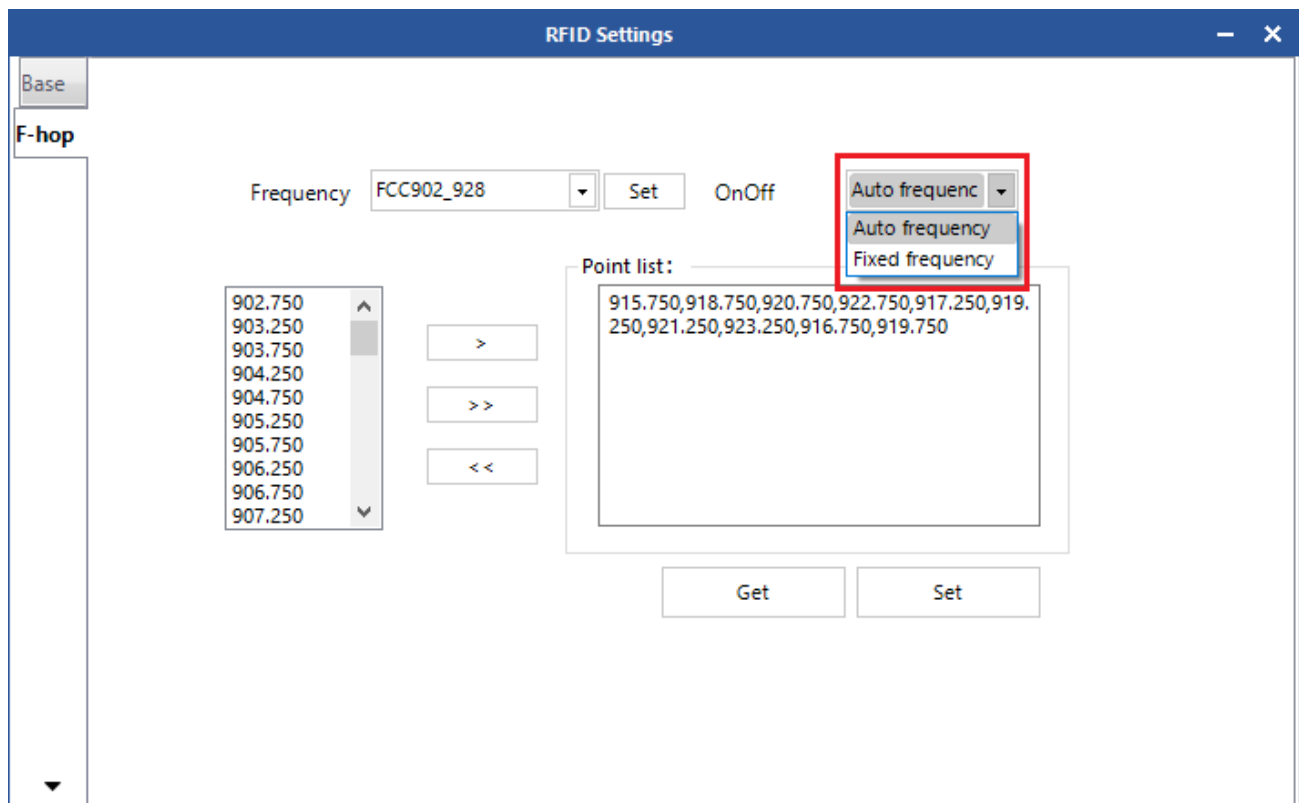 RFID Settings
Base
F-hop
Frequency
FCC902_928
Set
OnOff
Auto frequenc
Auto frequency
Fixed frequency
902.750
903.250
903.750
904.250
904.750
905.250
905.750
906.250
906.750
907.250
>
>>
<<
Point list：
915.750,918.750,920.750,922.750,917.250,919.
250,921.250,923.250,916.750,919.750
Get
Set